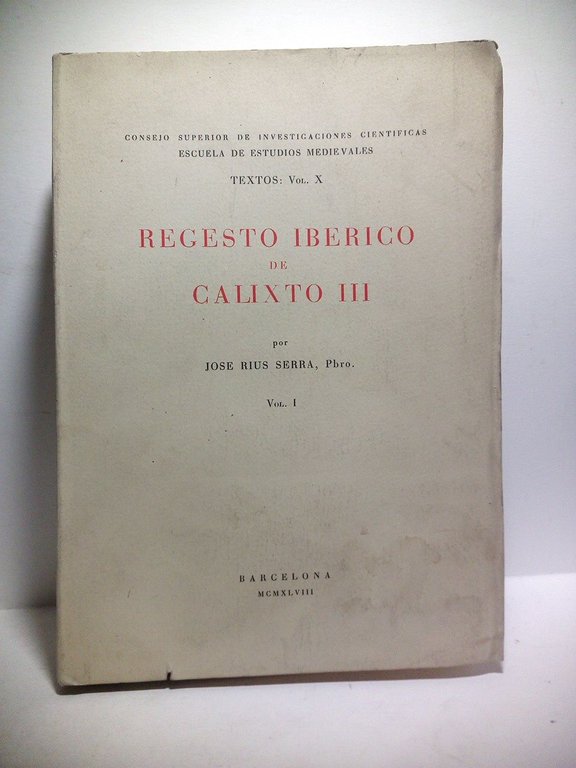 CONSEJO SUPERIOR DE INVESTIGACIONES CIENTIFICAS
ESCUELA DE ESTUDIOS MEDIEVALES
TEXTOS: VOL. X
REGESTO IBERICO
DE
CALIXTO III
por
JOSE RIUS SERRA, Pbro.
VOL. I
BARCELONA
MCMXLVIII